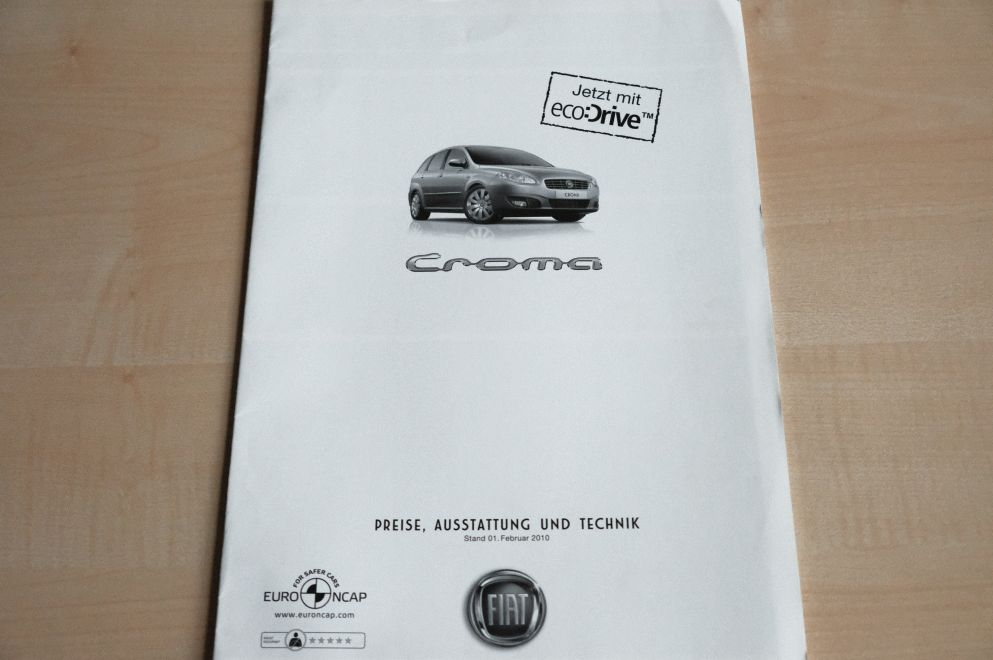 Jetzt mit
eco:Drive™
CROMA
Croma
PREISE, AUSSTATTUNG UND TECHNIK
Stand 01. Februar 2010
FOR SAFER CARS
EURO NCAP
www.euroncap.com
FIAT